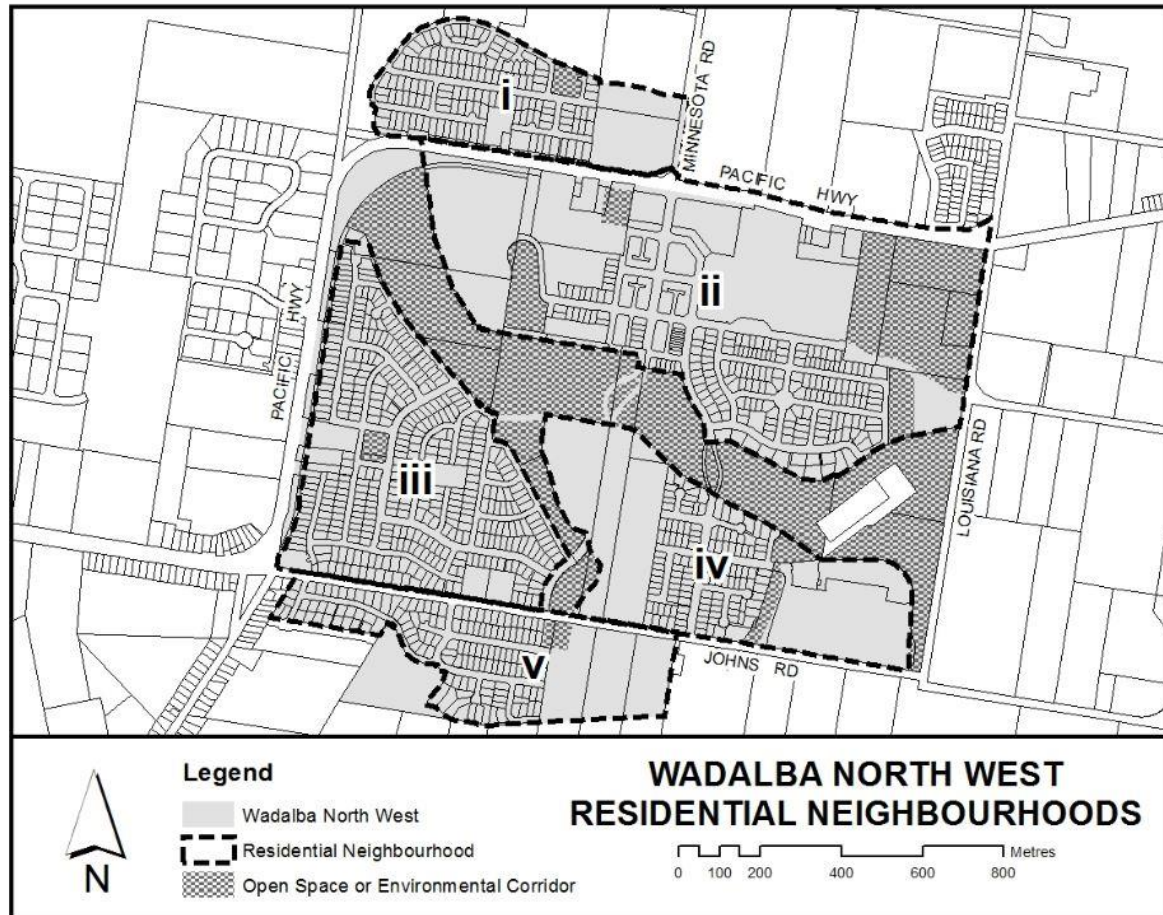 MINNESOTA RD
i
PACIFIC HWY
ii
PACIFIC HWY
LOUISIANA RD
iii
iv
v
JOHNS RD
N
Legend
Wadalba North West
Residential Neighbourhood
Open Space or Environmental Corridor
WADALBA NORTH WEST
RESIDENTIAL NEIGHBOURHOODS
Metres
0 100 200 400 600 800